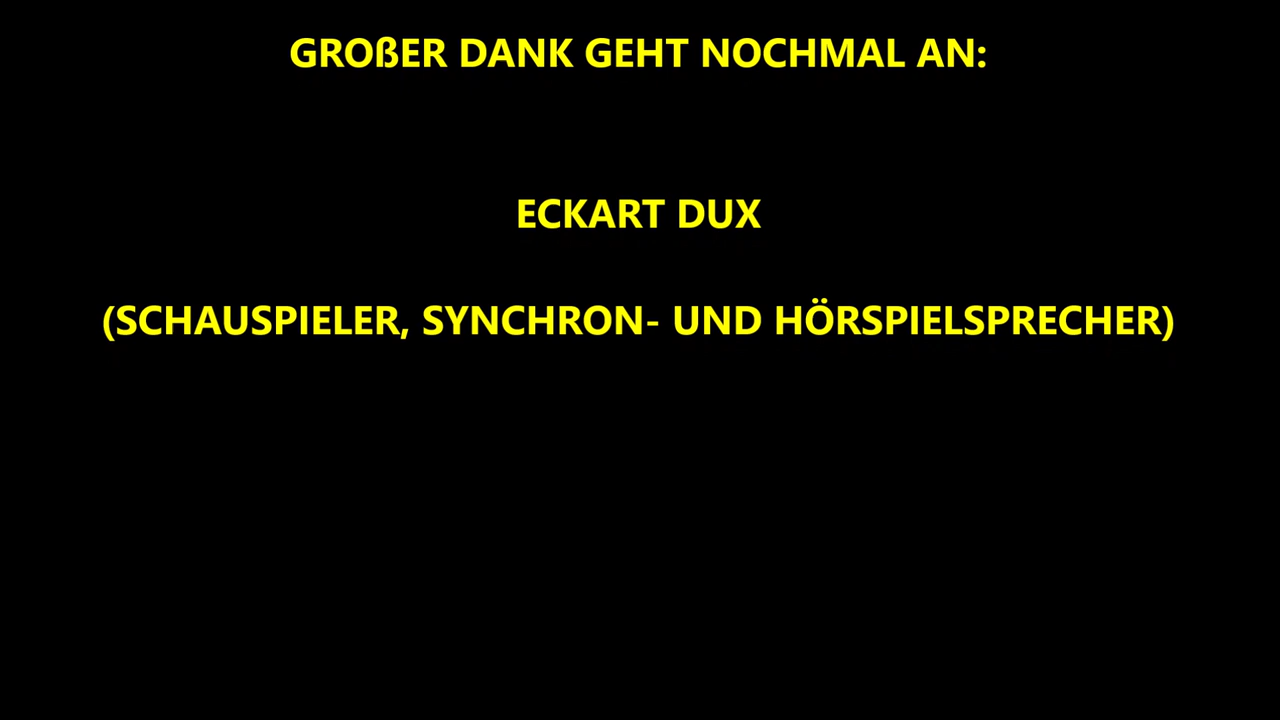 GROßER DANK GEHT NOCHMAL AN:
ECKART DUX
(SCHAUSPIELER, SYNCHRON- UND HÖRSPIELSPRECHER)